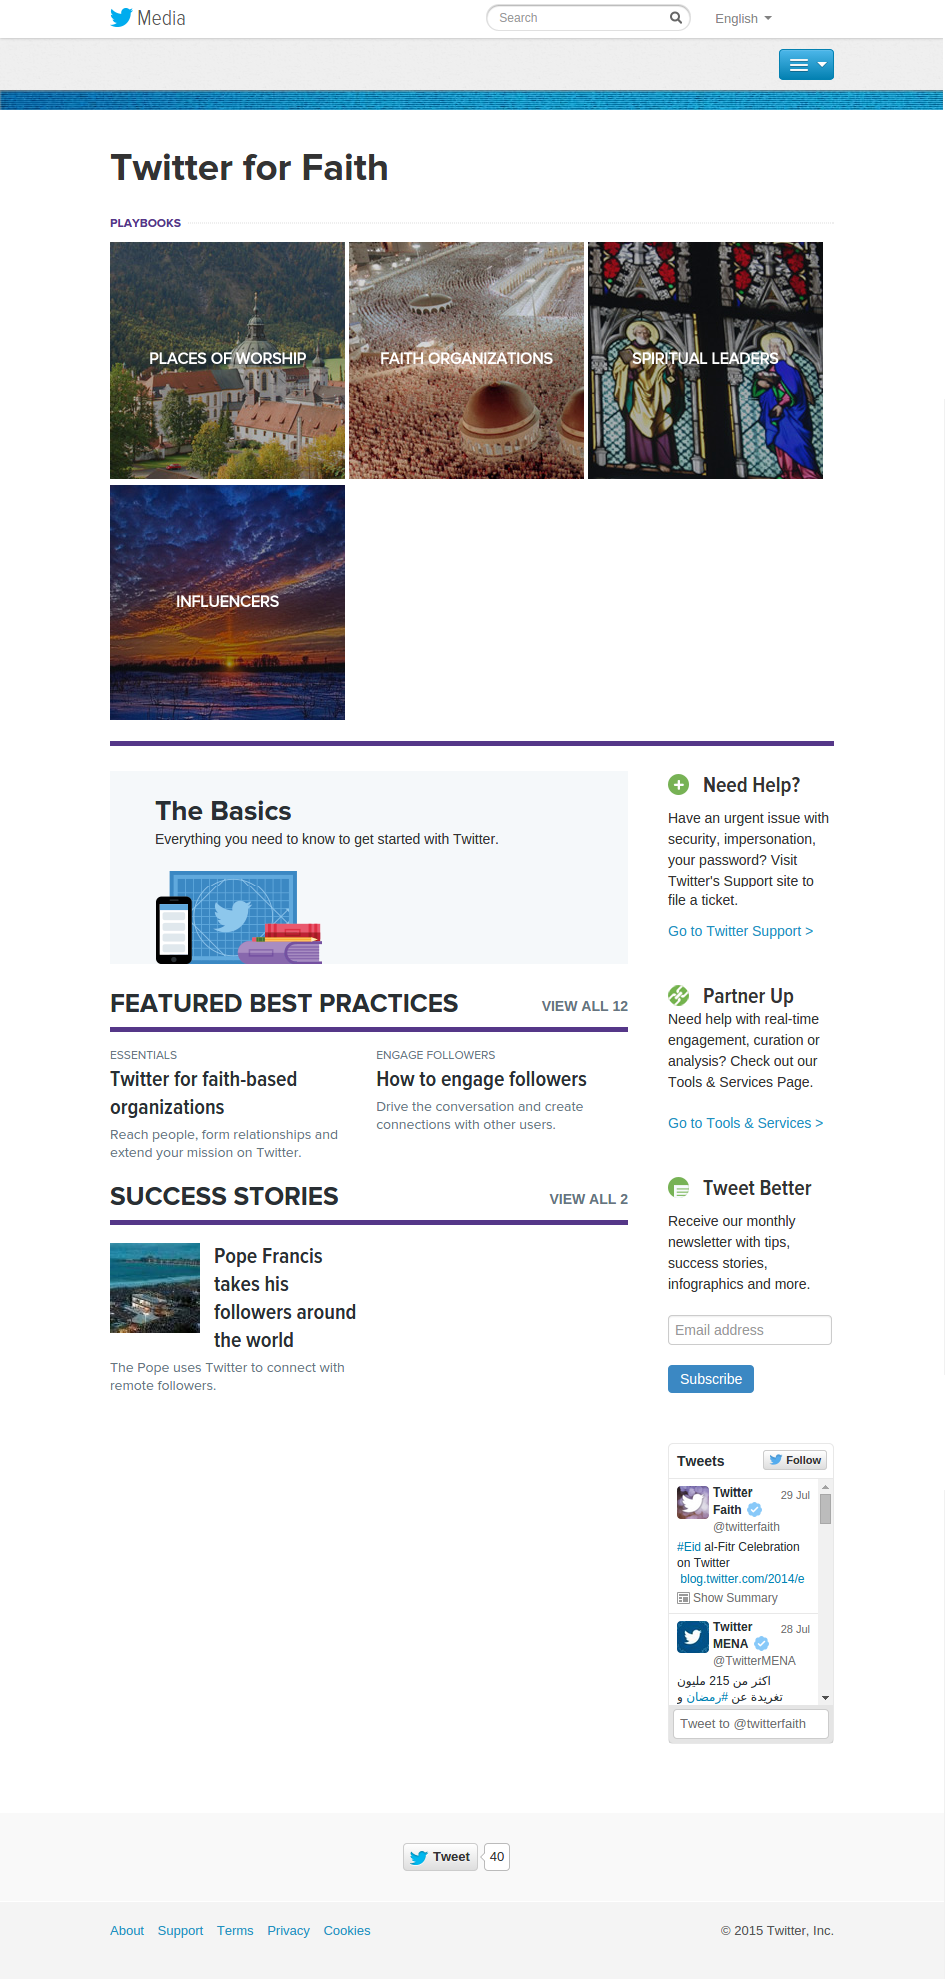 Media
Search
English
Twitter for Faith
PLAYBOOKS
PLACES OF WORSHIP
FAITH ORGANIZATIONS
SPIRITUAL LEADERS
INFLUENCERS
The Basics
Everything you need to know to get started with Twitter.
FEATURED BEST PRACTICES
VIEW ALL 12
ESSENTIALS
Twitter for faith-based
organizations
Reach people, form relationships and
extend your mission on Twitter.
ENGAGE FOLLOWERS
How to engage followers
Drive the conversation and create
connections with other users.
SUCCESS STORIES
VIEW ALL 2
Pope Francis
takes his
followers around
the world
The Pope uses Twitter to connect with
remote followers.
Need Help?
Have an urgent issue with
security, impersonation,
your password? Visit
Twitter's Support site to
file a ticket.
Go to Twitter Support >
Partner Up
Need help with real-time
engagement, curation or
analysis? Check out our
Tools & Services Page.
Go to Tools & Services >
Tweet Better
Receive our monthly
newsletter with tips,
success stories,
infographics and more.
Email address
Subscribe
Tweets
Follow
Twitter
Faith
29 Jul
@twitterfaith
#Eid al-Fitr Celebration
on Twitter
blog.twitter.com/2014/e
Show Summary
Twitter
MENA
28 Jul
@TwitterMENA
اكثر من 215 مليون
تغريدة عن #رمضان و
Tweet to @twitterfaith
Tweet
40
About Support Terms Privacy Cookies
© 2015 Twitter, Inc.